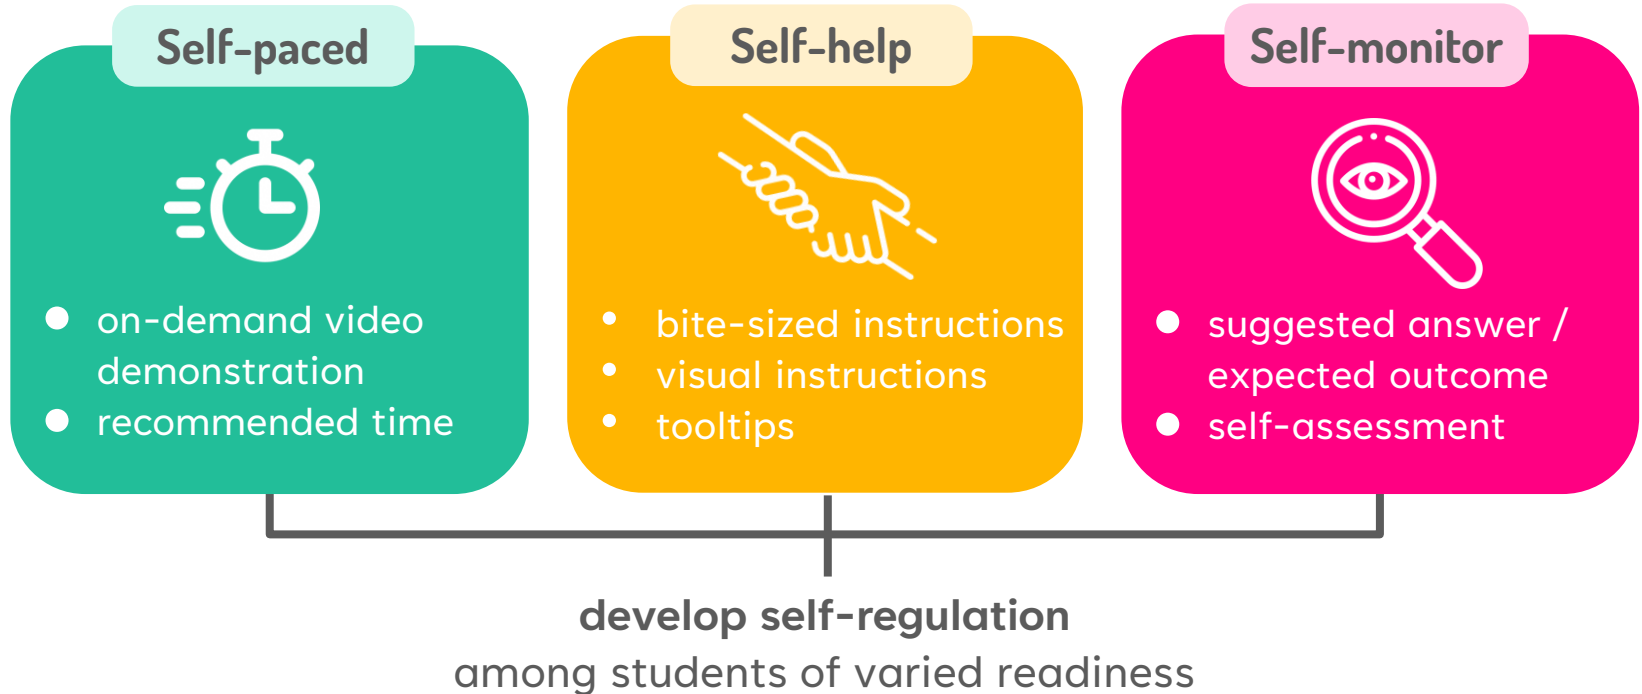 Self-paced
on-demand video
demonstration
recommended time
Self-help
bite-sized instructions
visual instructions
tooltips
Self-monitor
suggested answer /
expected outcome
self-assessment
develop self-regulation
among students of varied readiness